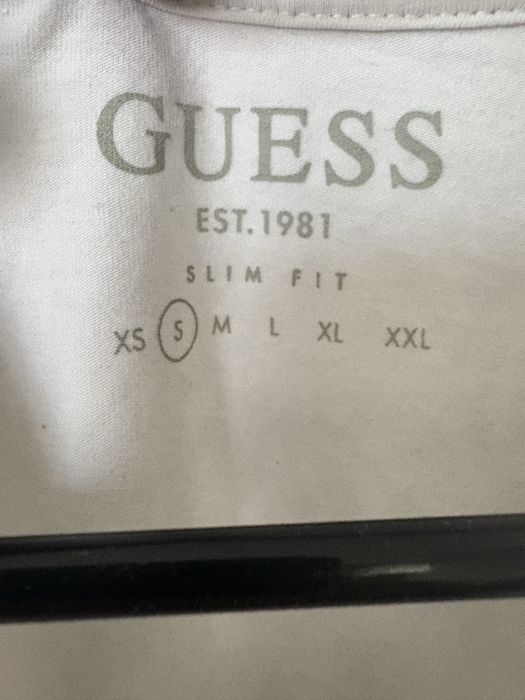 GUESS
EST.1981
SLIM FIT
XS S M L XL XXL